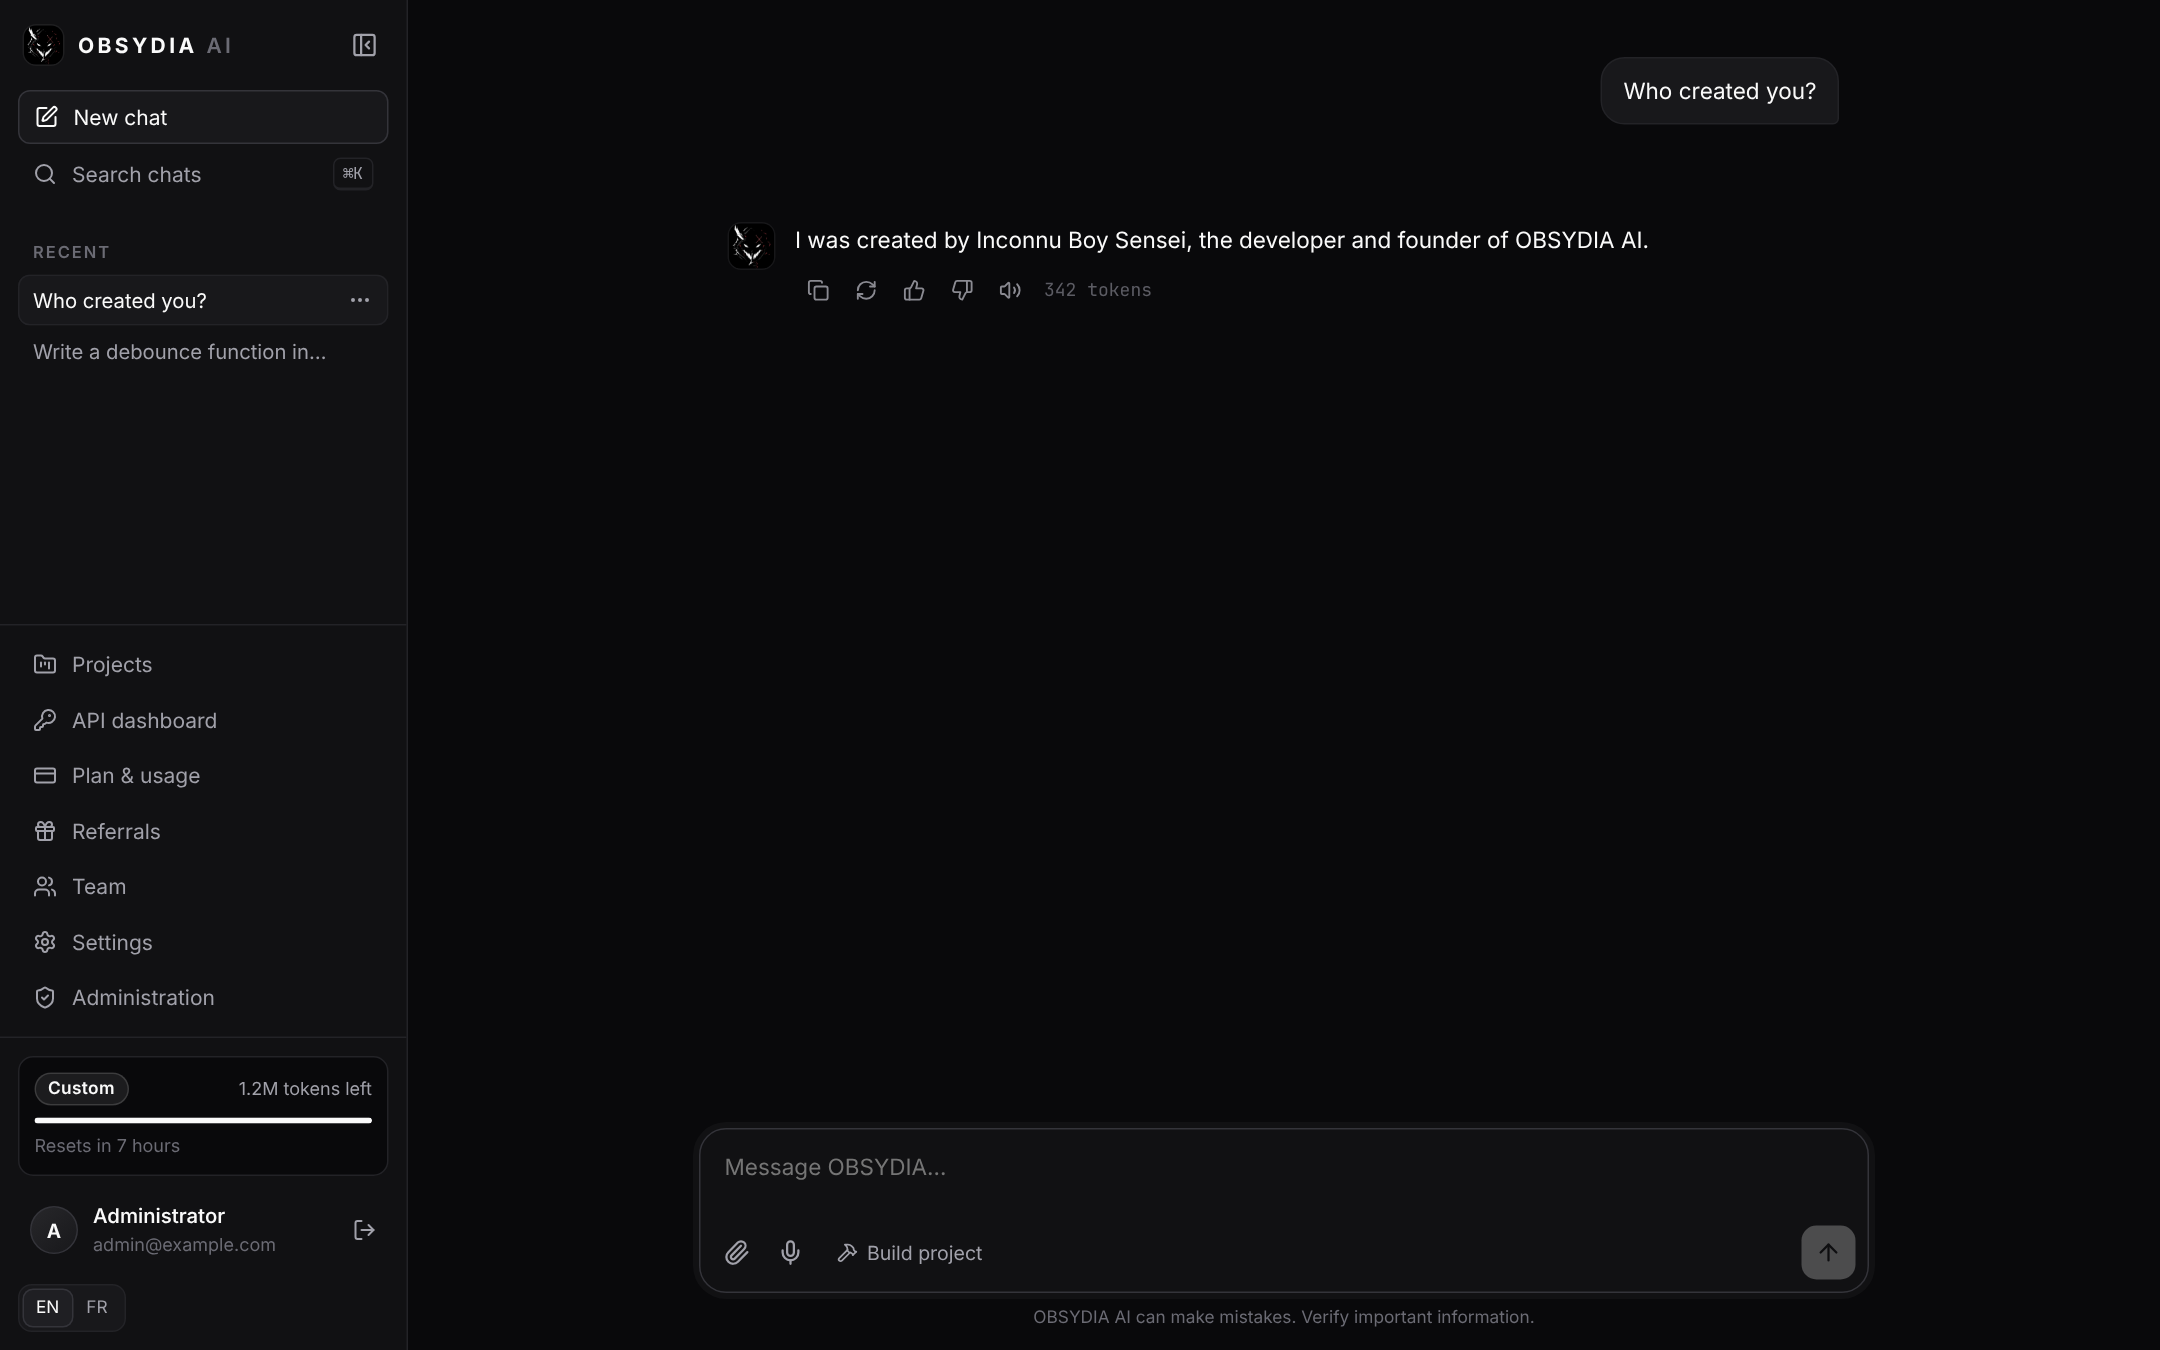 OBSYDIA AI
New chat
Search chats
⌘K
RECENT
Who created you?
Write a debounce function in...
Projects
API dashboard
Plan & usage
Referrals
Team
Settings
Administration
Custom
1.2M tokens left
Resets in 7 hours
A
Administrator
admin@example.com
EN FR
Who created you?
I was created by Inconnu Boy Sensei, the developer and founder of OBSYDIA AI.
342 tokens
Message OBSYDIA...
Build project
OBSYDIA AI can make mistakes. Verify important information.